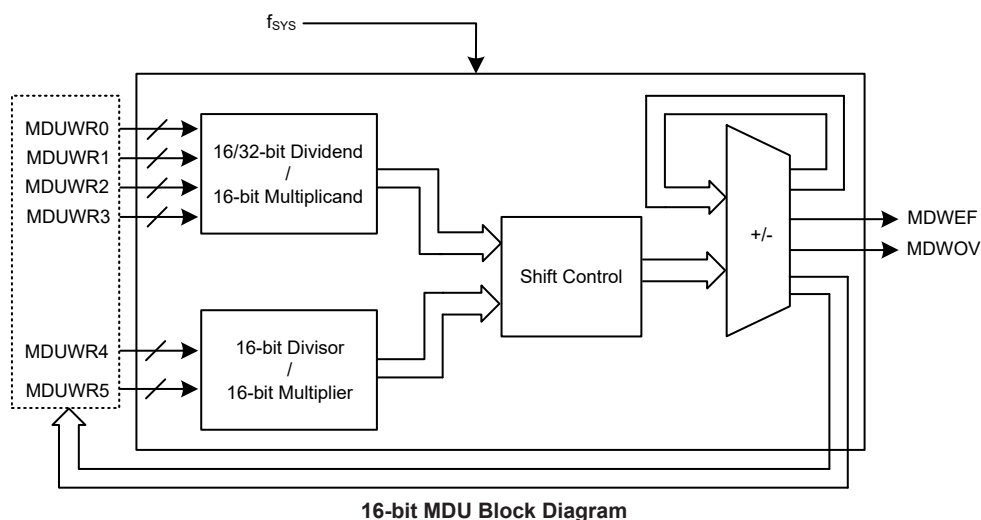 fSYS
MDUWR0
MDUWR1
MDUWR2
MDUWR3
16/32-bit Dividend
/
16-bit Multiplicand
MDUWR4
MDUWR5
16-bit Divisor
/
16-bit Multiplier
Shift Control
+/-
MDWEF
MDWOV
16-bit MDU Block Diagram